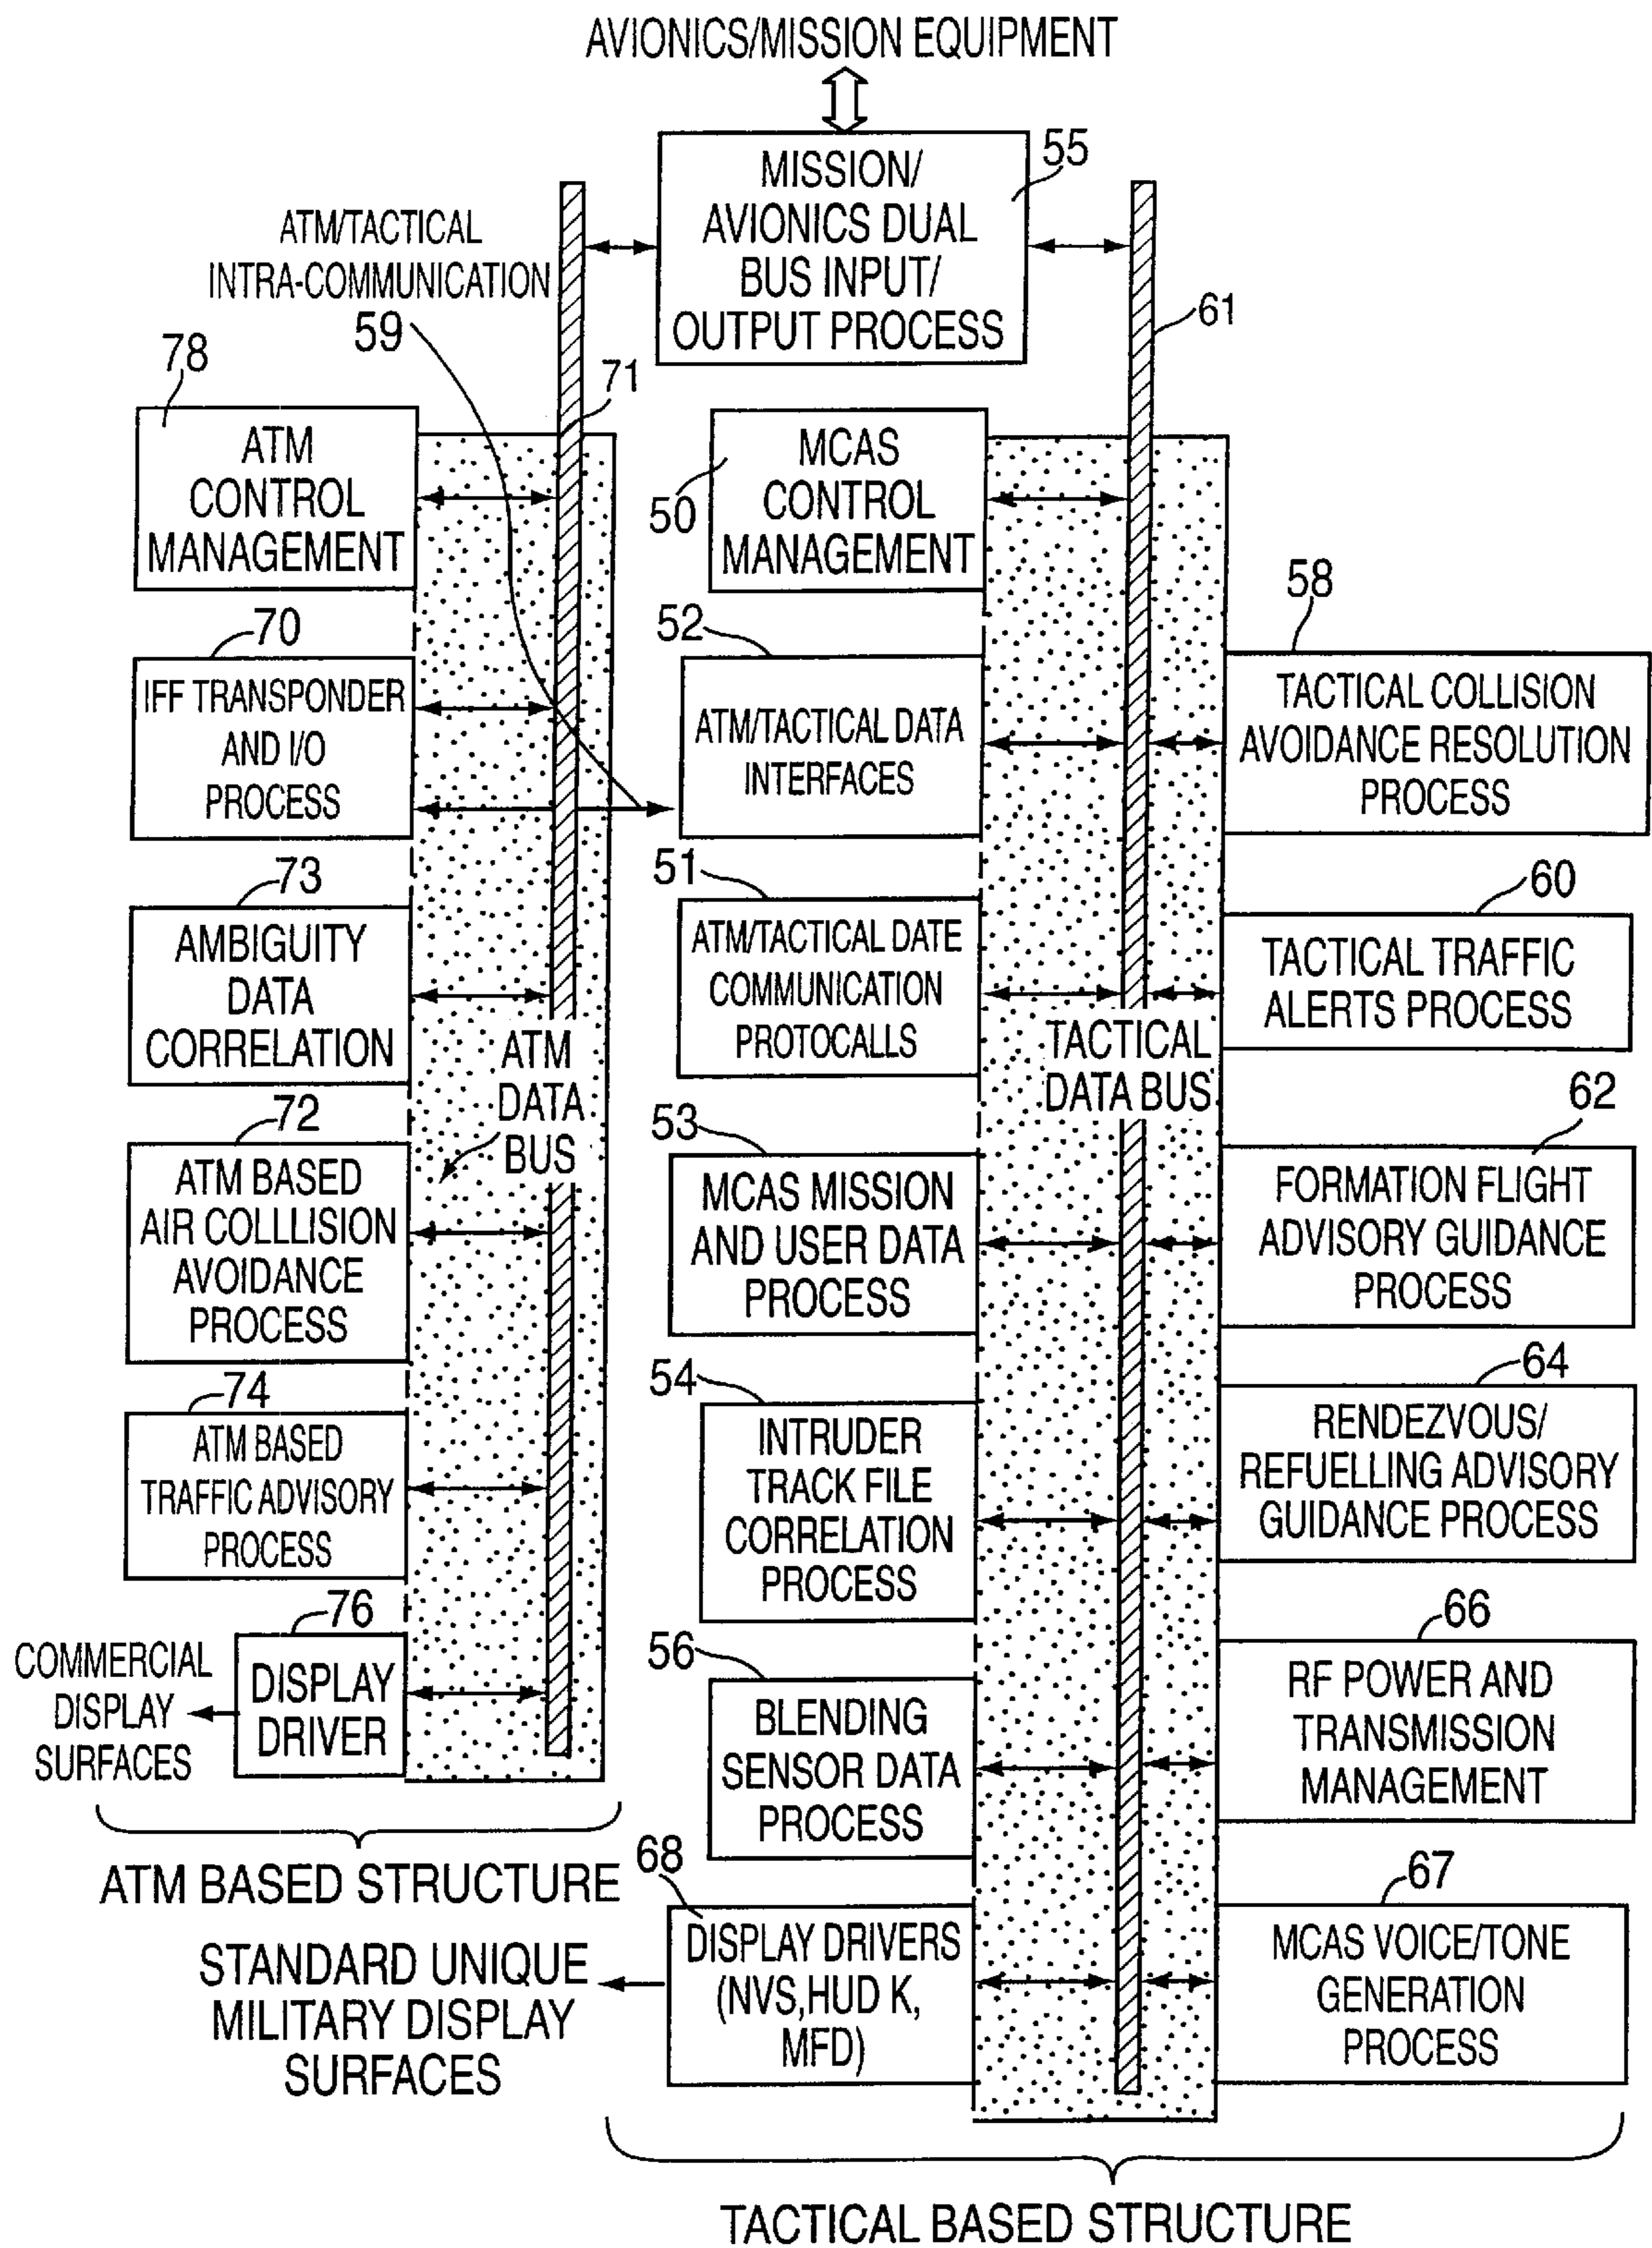 AVIONICS/MISSION EQUIPMENT
MISSION/
AVIONICS DUAL
BUS INPUT/
OUTPUT PROCESS
55
ATM/TACTICAL
INTRA-COMMUNICATION
59
61
71
78
ATM
CONTROL
MANAGEMENT
50
MCAS
CONTROL
MANAGEMENT
70
IFF TRANSPONDER
AND I/O
PROCESS
52
ATM/TACTICAL DATA
INTERFACES
58
TACTICAL COLLISION
AVOIDANCE RESOLUTION
PROCESS
73
AMBIGUITY
DATA
CORRELATION
51
ATM/TACTICAL DATE
COMMUNICATION
PROTOCALLS
60
TACTICAL TRAFFIC
ALERTS PROCESS
ATM
DATA
BUS
TACTICAL
DATA BUS
72
ATM BASED
AIR COLLLISION
AVOIDANCE
PROCESS
53
MCAS MISSION
AND USER DATA
PROCESS
62
FORMATION FLIGHT
ADVISORY GUIDANCE
PROCESS
74
ATM BASED
TRAFFIC ADVISORY
PROCESS
54
INTRUDER
TRACK FILE
CORRELATION
PROCESS
64
RENDEZVOUS/
REFUELLING ADVISORY
GUIDANCE PROCESS
76
DISPLAY
DRIVER
COMMERCIAL
DISPLAY
SURFACES
56
BLENDING
SENSOR DATA
PROCESS
66
RF POWER AND
TRANSMISSION
MANAGEMENT
ATM BASED STRUCTURE
68
DISPLAY DRIVERS
(NVS,HUD K,
MFD)
STANDARD UNIQUE
MILITARY DISPLAY
SURFACES
67
MCAS VOICE/TONE
GENERATION
PROCESS
TACTICAL BASED STRUCTURE